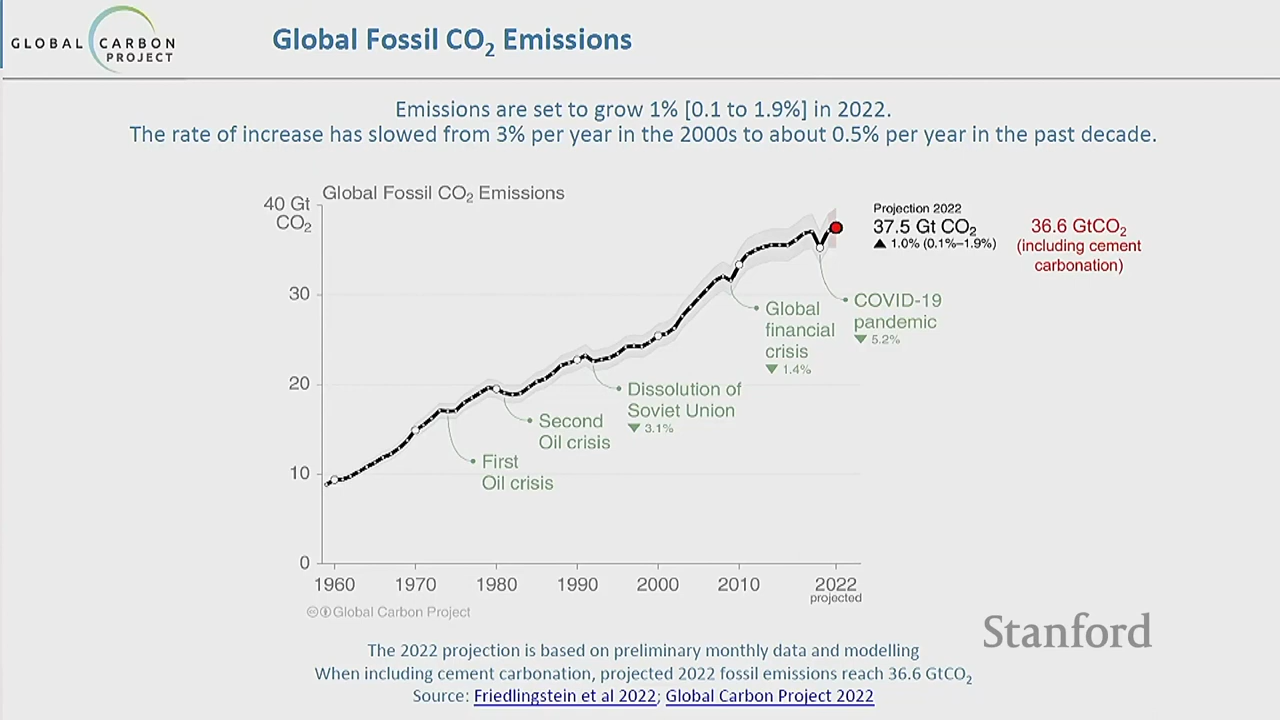 GLOBAL CARBON
PROJECT
Global Fossil CO₂ Emissions
Emissions are set to grow 1% [0.1 to 1.9%] in 2022.
The rate of increase has slowed from 3% per year in the 2000s to about 0.5% per year in the past decade.
Global Fossil CO₂ Emissions
40 Gt
CO₂
30
20
10
0
Projection 2022
37.5 Gt CO₂
▲ 1.0% (0.1%–1.9%)
36.6 GtCO₂
(including cement
carbonation)
COVID-19
pandemic
▼ 5.2%
Global
financial
crisis
▼ 1.4%
Dissolution of
Soviet Union
▼ 3.1%
Second
Oil crisis
First
Oil crisis
1960 1970 1980 1990 2000 2010 2022
projected
Global Carbon Project
Stanford
The 2022 projection is based on preliminary monthly data and modelling
When including cement carbonation, projected 2022 fossil emissions reach 36.6 GtCO₂
Source: Friedlingstein et al 2022; Global Carbon Project 2022